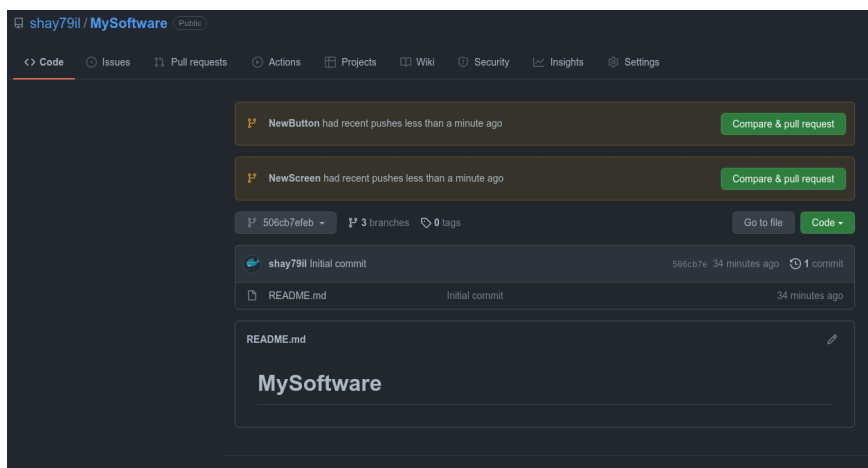 shay79il / MySoftware Public
Code Issues Pull requests Actions Projects Wiki Security Insights Settings
NewButton had recent pushes less than a minute ago Compare & pull request
NewScreen had recent pushes less than a minute ago Compare & pull request
506cb7efeb 3 branches 0 tags Go to file Code
shay79il Initial commit 506cb7e 34 minutes ago 1 commit
README.md Initial commit 34 minutes ago
README.md
MySoftware